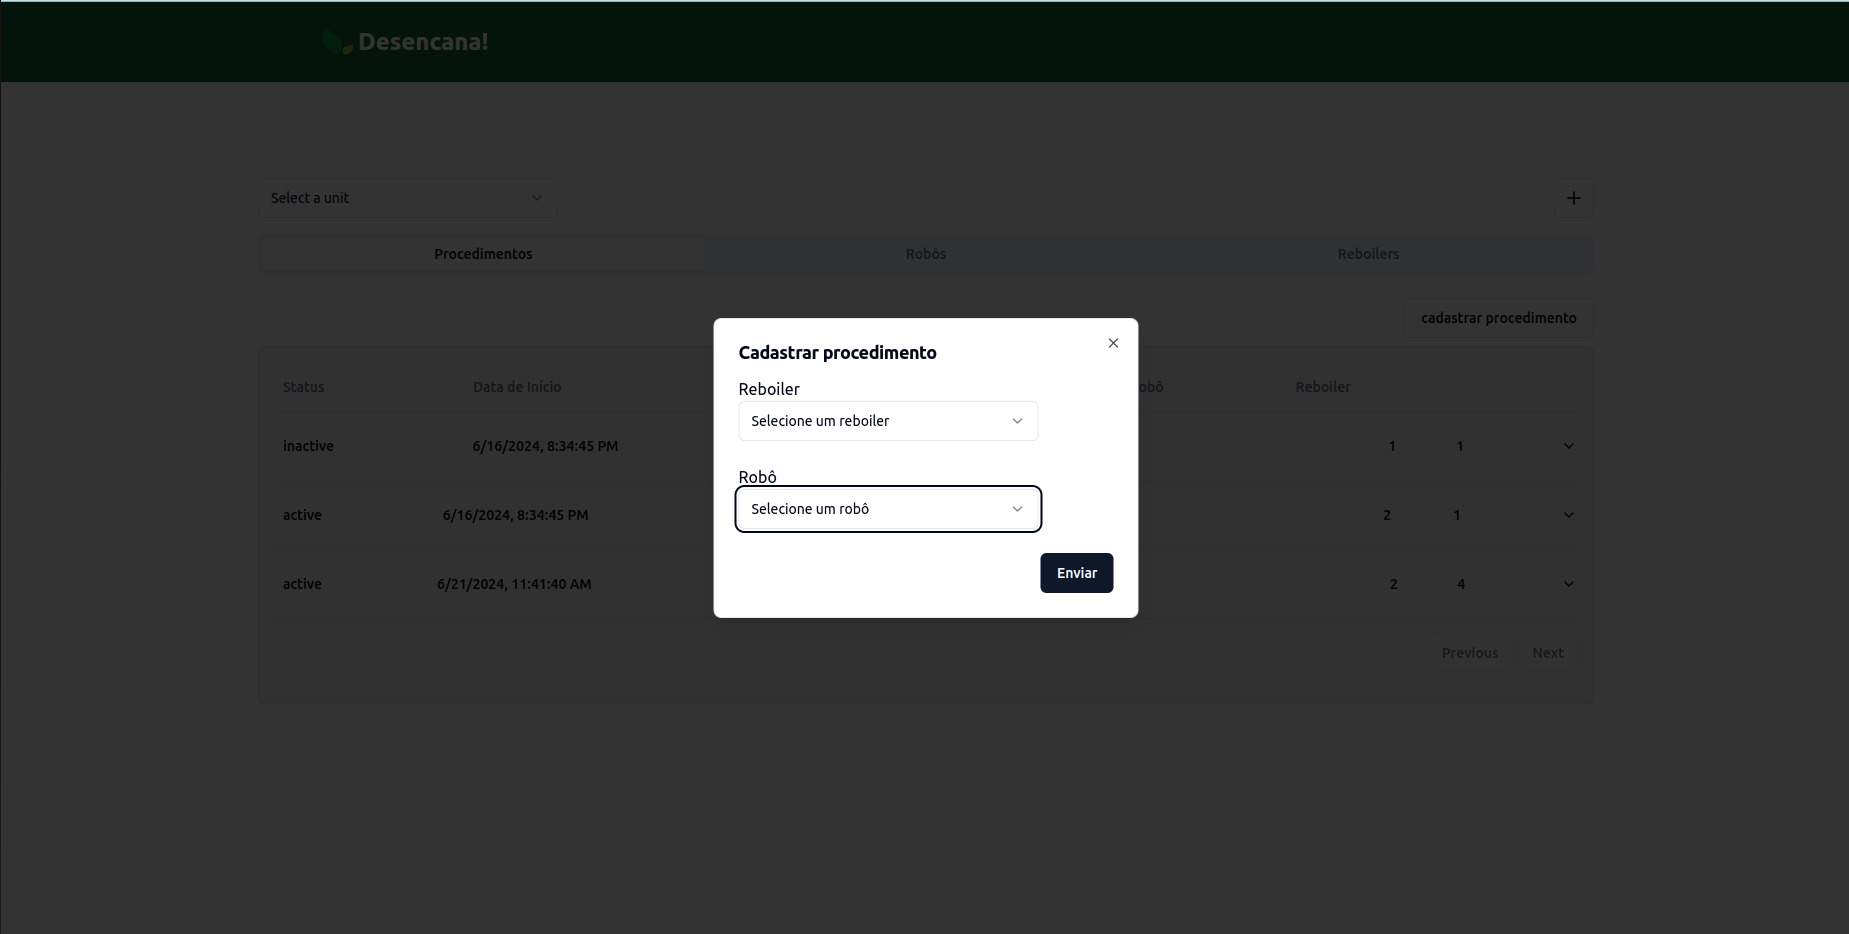 Desencana!
Select a unit
Procedimentos Robôs Reboilers
cadastrar procedimento
Status Data de Início obô Reboiler
inactive 6/16/2024, 8:34:45 PM 1 1
active 6/16/2024, 8:34:45 PM 2 1
active 6/21/2024, 11:41:40 AM 2 4
Previous Next
Cadastrar procedimento
Reboiler
Selecione um reboiler
Robô
Selecione um robô
Enviar